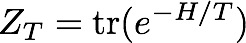 Z_T = tr(e^{-H/T})